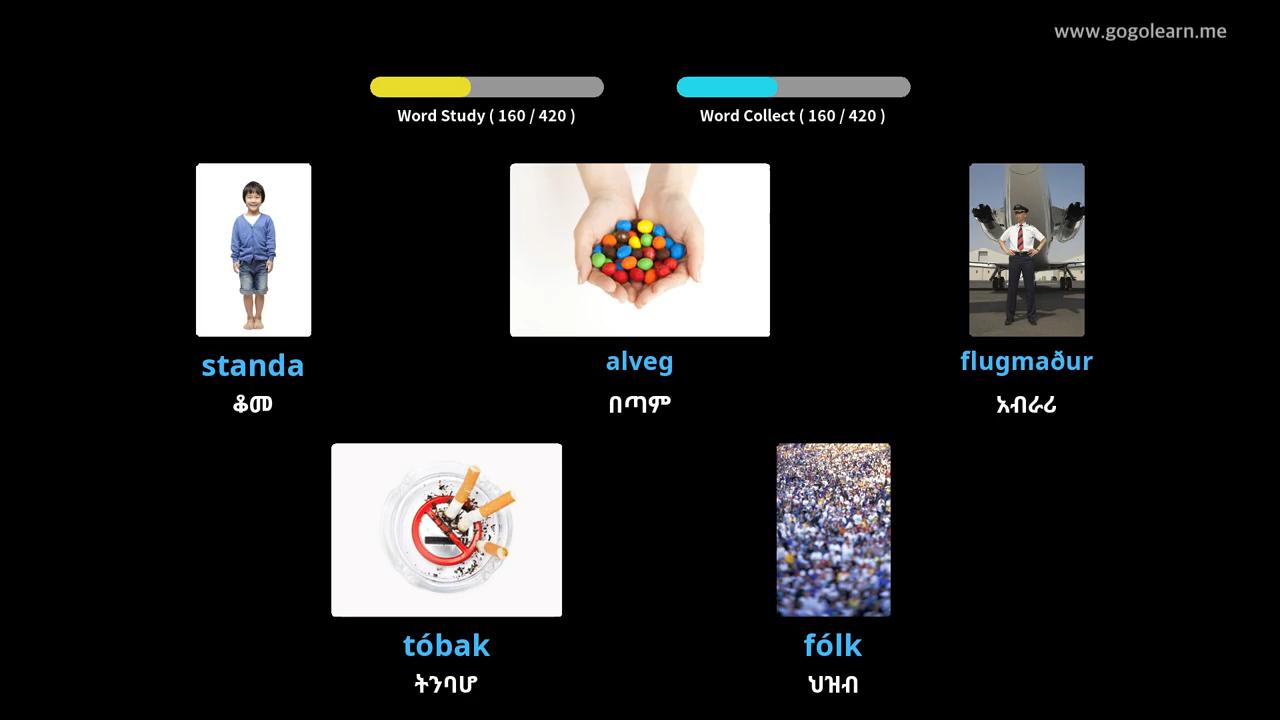 www.gogolearn.me
Word Study ( 160 / 420 )
Word Collect ( 160 / 420 )
standa
ቆመ
alveg
በጣም
flugmaður
አብራሪ
tóbak
ትንባሆ
fólk
ህዝብ